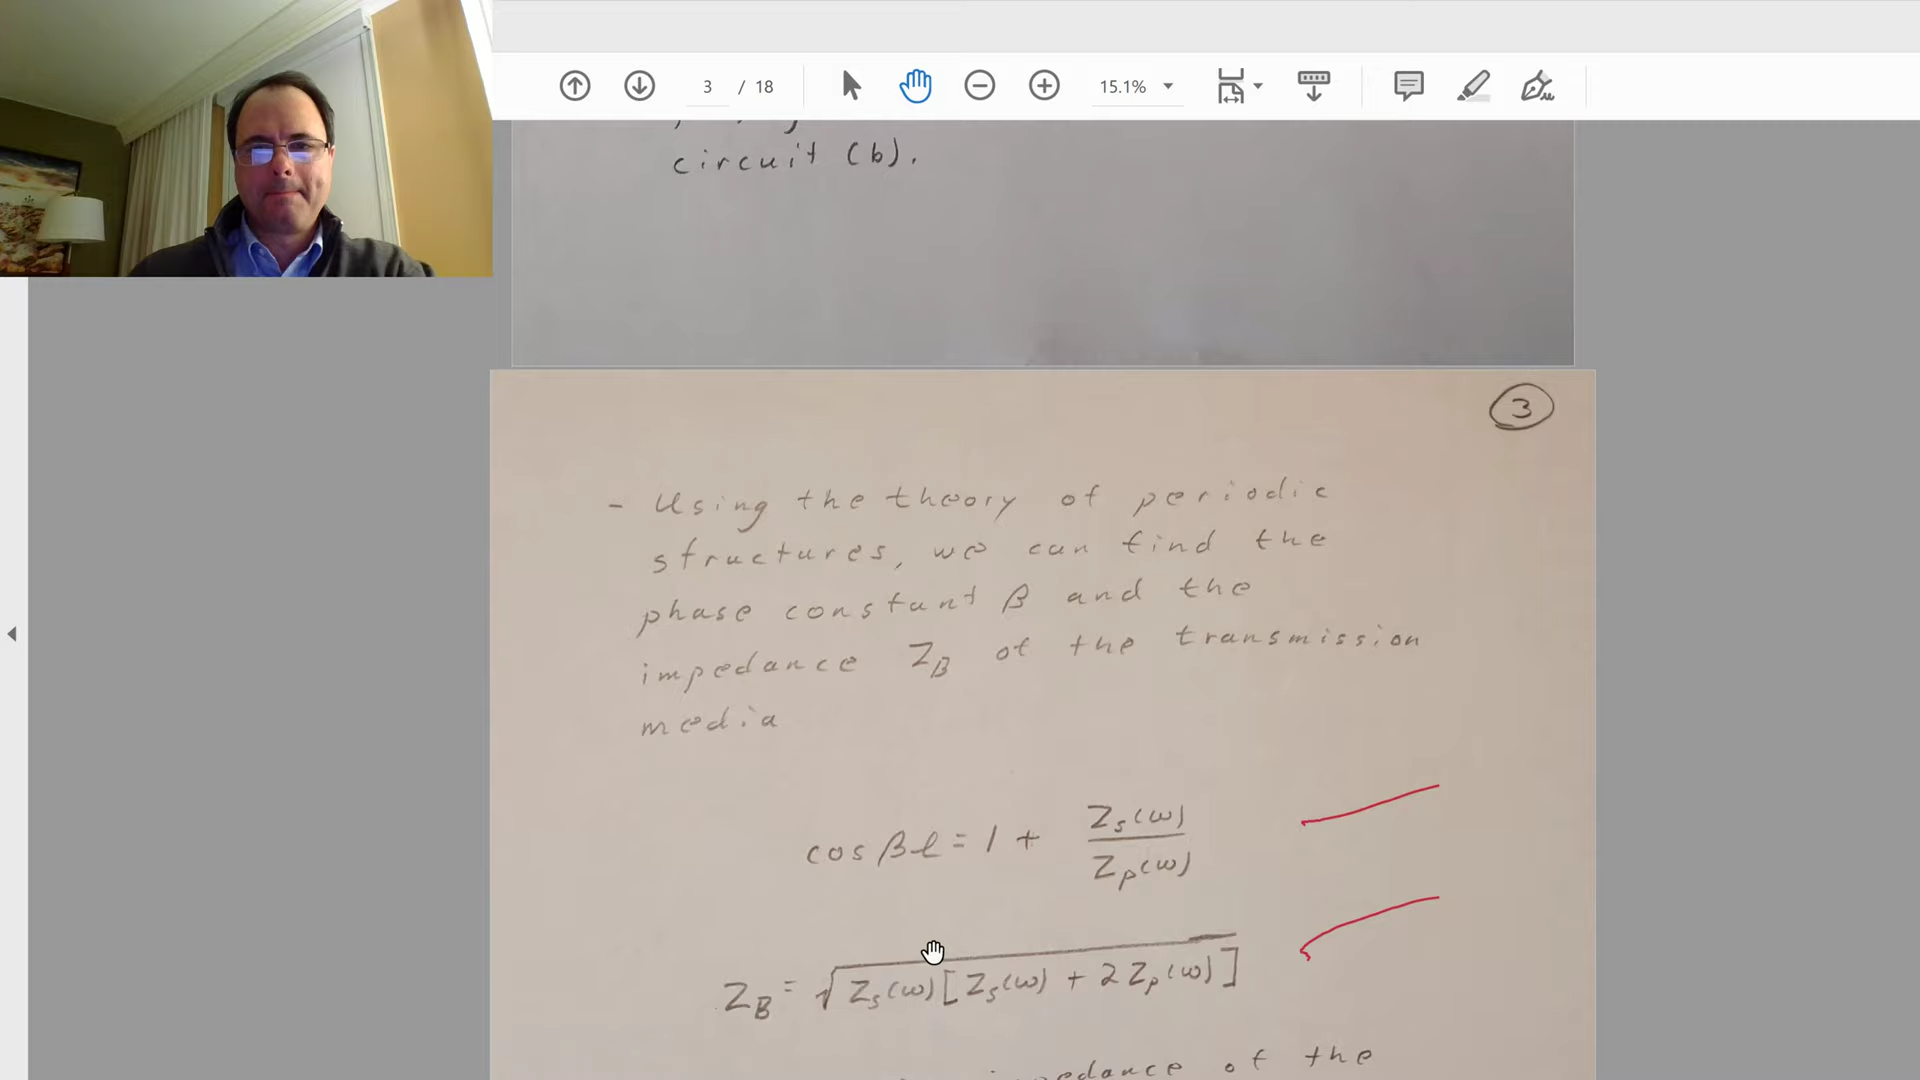 3 / 18
15.1%
circuit (b).
3
- Using the theory of periodic
structures, we can find the
phase constant β and the
impedance Z_B of the transmission
media
cos βl = 1 + Z_s(ω) / Z_p(ω)
Z_B = √Z_s(ω)[Z_s(ω) + 2Z_p(ω)]
impedance of the